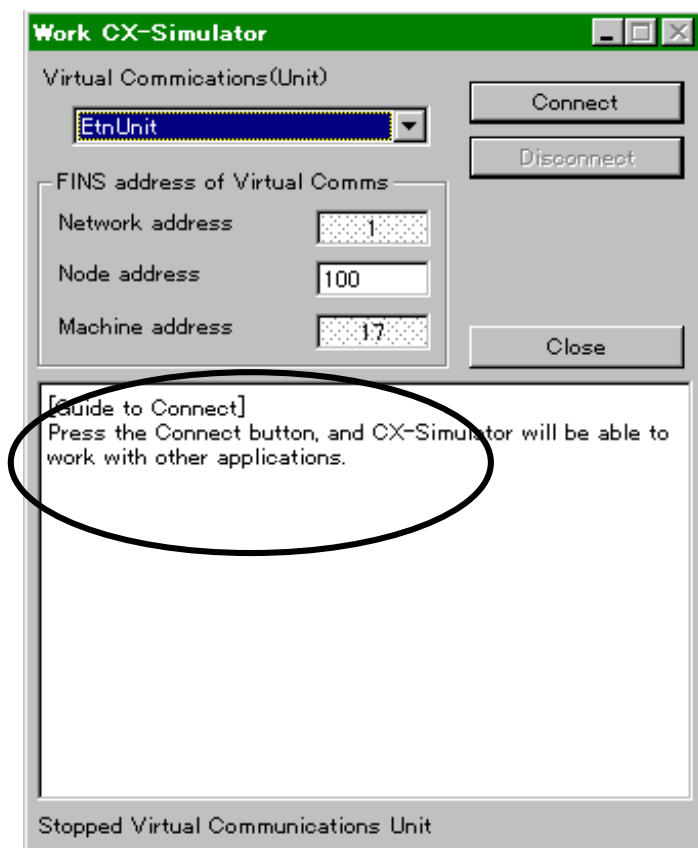 Work CX-Simulator
Virtual Commications(Unit)
EtnUnit
Connect
Disconnect
FINS address of Virtual Comms
Network address
1
Node address
100
Machine address
17
Close
[Guide to Connect]
Press the Connect button, and CX-Simulator will be able to
work with other applications.
Stopped Virtual Communications Unit